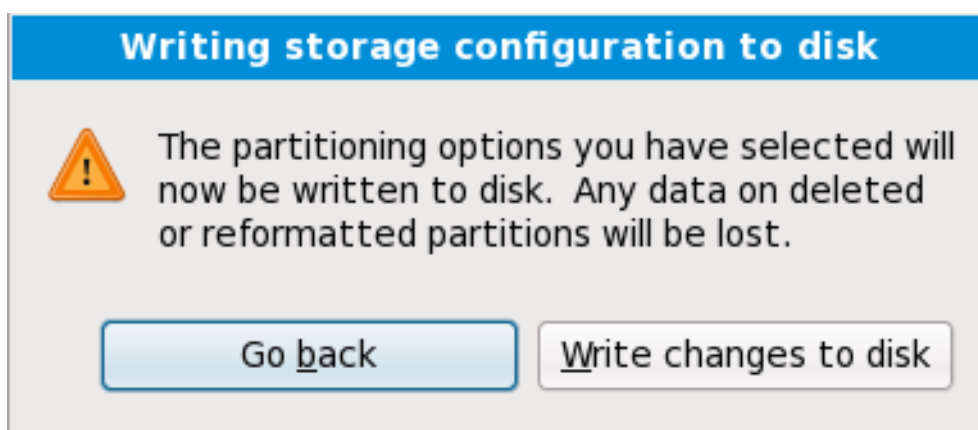 Writing storage configuration to disk
The partitioning options you have selected will
now be written to disk. Any data on deleted
or reformatted partitions will be lost.
Go back
Write changes to disk